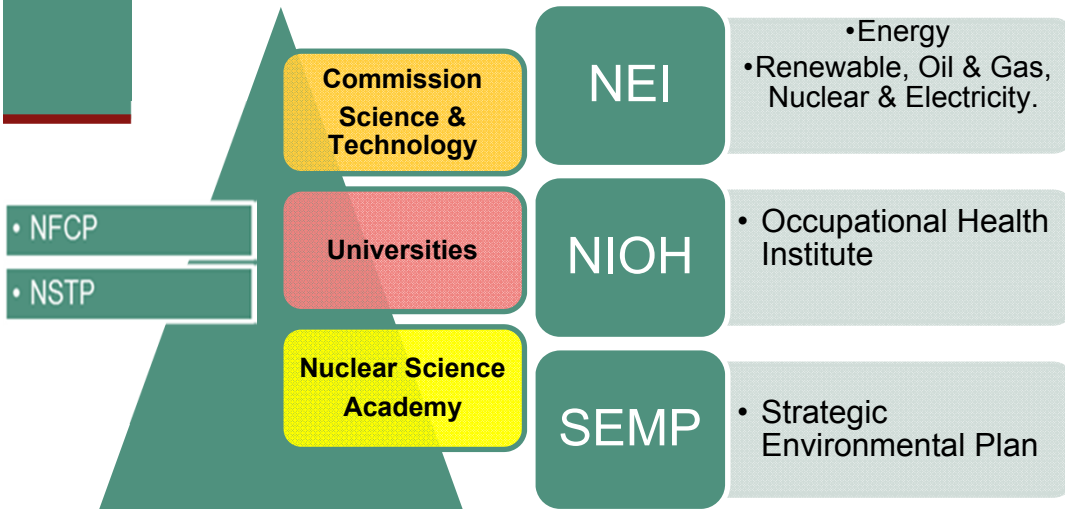 • NFCP
• NSTP
Commission
Science &
Technology
Universities
Nuclear Science
Academy
NEI
•Energy
•Renewable, Oil & Gas,
Nuclear & Electricity.
NIOH
• Occupational Health
Institute
SEMP
• Strategic
Environmental Plan